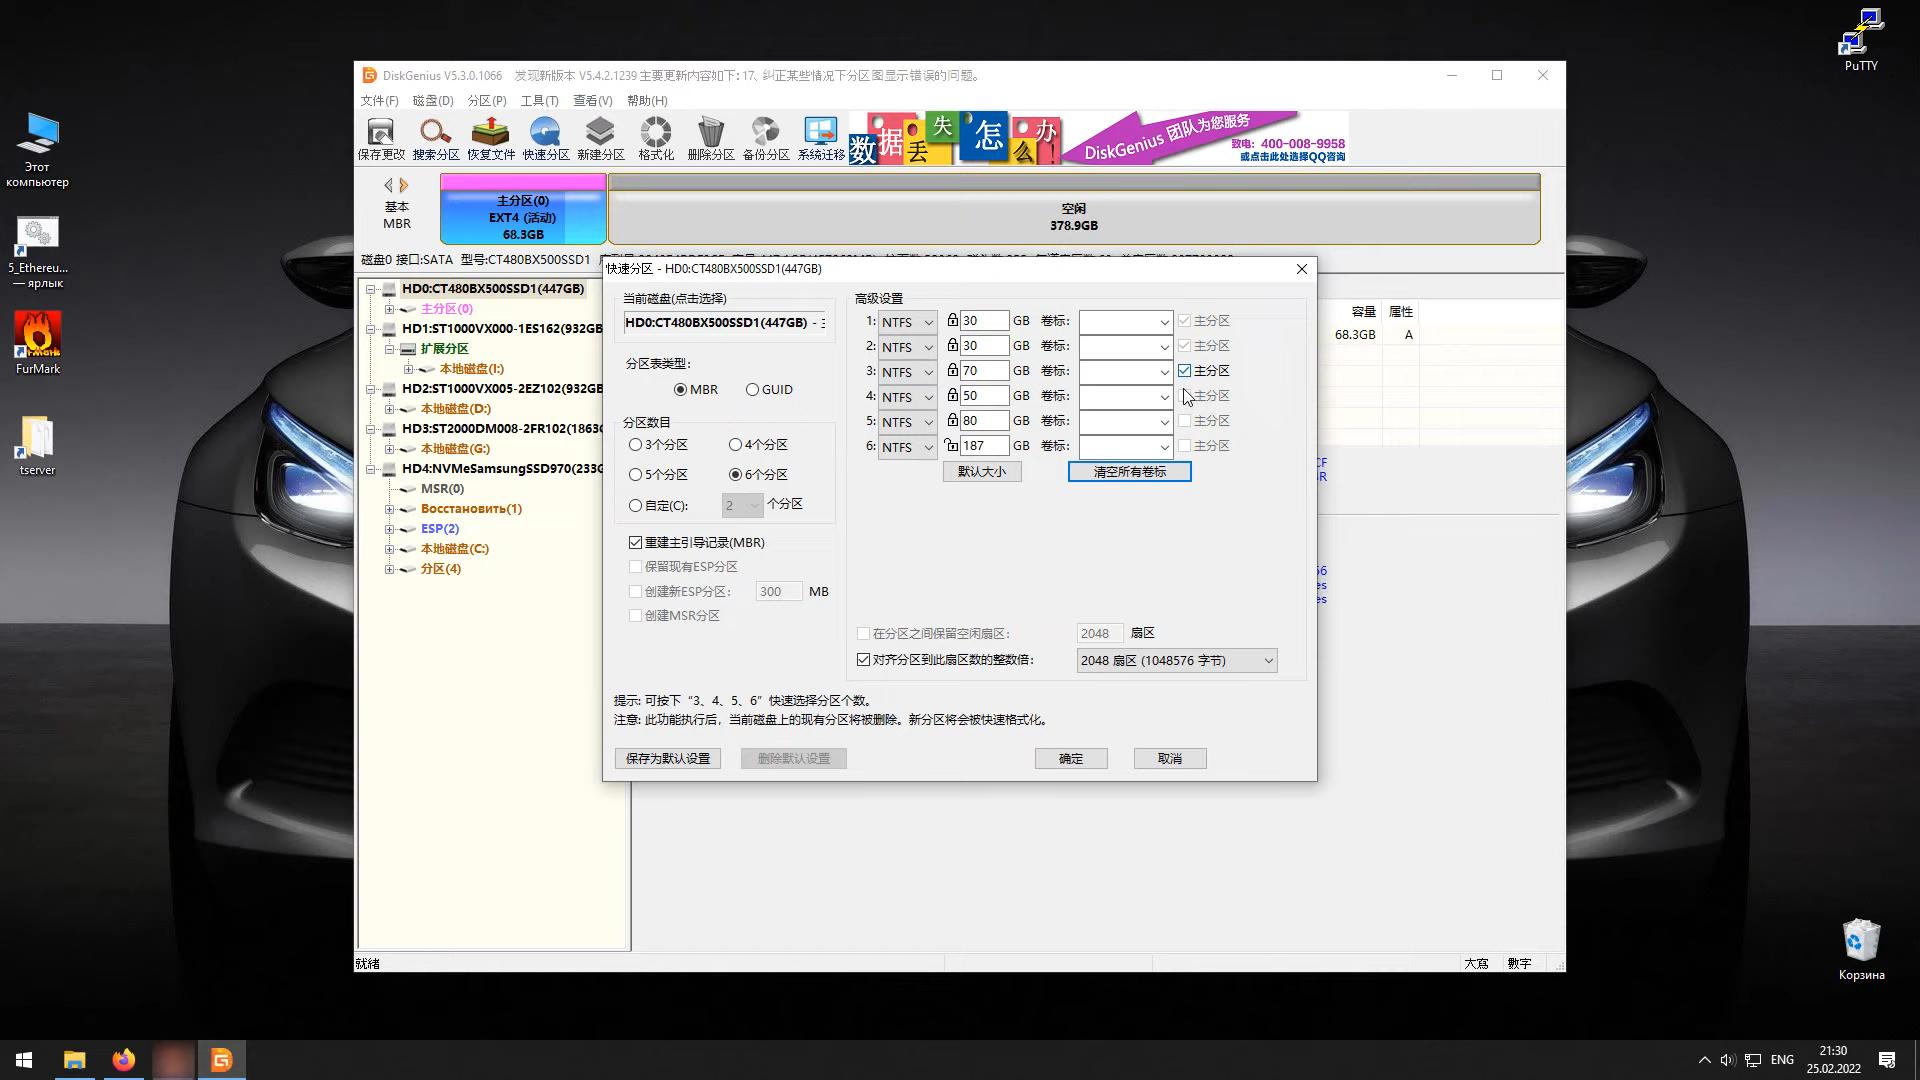 PuTTY
Этот
компьютер
5_Ethereu...
— ярлык
FurMark
tserver
Корзина
DiskGenius V5.3.0.1066 发现新版本 V5.4.2.1239 主要更新内容如下: 17、纠正某些情况下分区图显示错误的问题。
文件(F) 磁盘(D) 分区(P) 工具(T) 查看(V) 帮助(H)
保存更改 搜索分区 恢复文件 快速分区 新建分区 格式化 删除分区 备份分区 系统迁移
数据丢失怎么办!
DiskGenius 团队为您服务
致电: 400-008-9958
或点击此处选择QQ咨询
基本
MBR
主分区(0)
EXT4 (活动)
68.3GB
空闲
378.9GB
磁盘0 接口:SATA 型号:CT480BX500SSD1
HD0:CT480BX500SSD1(447GB)
主分区(0)
HD1:ST1000VX000-1ES162(932GB
扩展分区
本地磁盘(I:)
HD2:ST1000VX005-2EZ102(932GB
本地磁盘(D:)
HD3:ST2000DM008-2FR102(1863G
本地磁盘(G:)
HD4:NVMeSamsungSSD970(233G
MSR(0)
Восстановить(1)
ESP(2)
本地磁盘(C:)
分区(4)
容量 属性
68.3GB A
快速分区 - HD0:CT480BX500SSD1(447GB)
当前磁盘(点击选择)
HD0:CT480BX500SSD1(447GB) -
分区表类型:
MBR GUID
分区数目
3个分区 4个分区
5个分区 6个分区
自定(C): 2 个分区
重建主引导记录(MBR)
保留现有ESP分区
创建新ESP分区: 300 MB
创建MSR分区
高级设置
1: NTFS 30 GB 卷标: 主分区
2: NTFS 30 GB 卷标: 主分区
3: NTFS 70 GB 卷标: 主分区
4: NTFS 50 GB 卷标: 主分区
5: NTFS 80 GB 卷标: 主分区
6: NTFS 187 GB 卷标: 主分区
默认大小 清空所有卷标
在分区之间保留空闲扇区: 2048 扇区
对齐分区到此扇区数的整数倍: 2048 扇区 (1048576 字节)
提示: 可按下“3、4、5、6”快速选择分区个数。
注意: 此功能执行后，当前磁盘上的现有分区将被删除。新分区将会被快速格式化。
保存为默认设置 删除默认设置 确定 取消
CF
BR
56
es
es
就绪
大寫 數字
ENG
21:30
25.02.2022